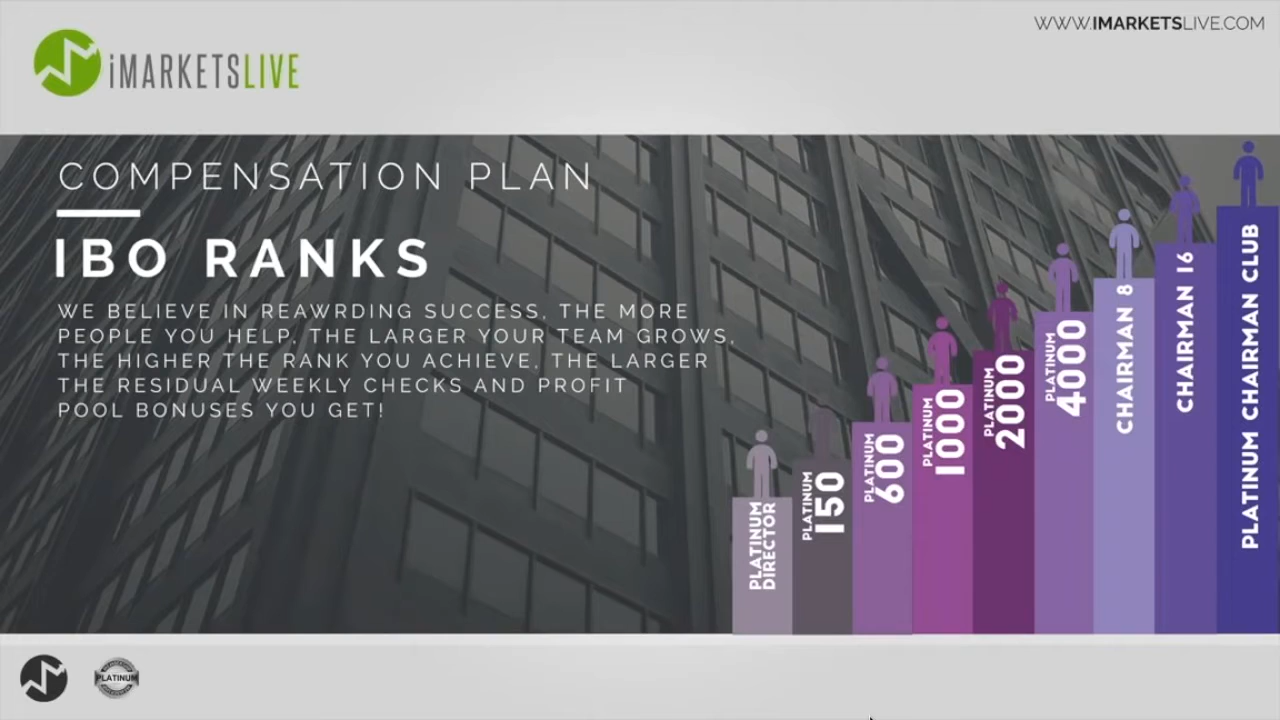 WWW.IMARKETSLIVE.COM
iMARKETSLIVE
COMPENSATION PLAN
IBO RANKS
WE BELIEVE IN REAWRDING SUCCESS, THE MORE
PEOPLE YOU HELP, THE LARGER YOUR TEAM GROWS.
THE HIGHER THE RANK YOU ACHIEVE, THE LARGER
THE RESIDUAL WEEKLY CHECKS AND PROFIT
POOL BONUSES YOU GET!
PLATINUM
DIRECTOR
PLATINUM
150
PLATINUM
600
PLATINUM
1000
PLATINUM
2000
PLATINUM
4000
CHAIRMAN 8
CHAIRMAN 16
PLATINUM CHAIRMAN CLUB
PLATINUM